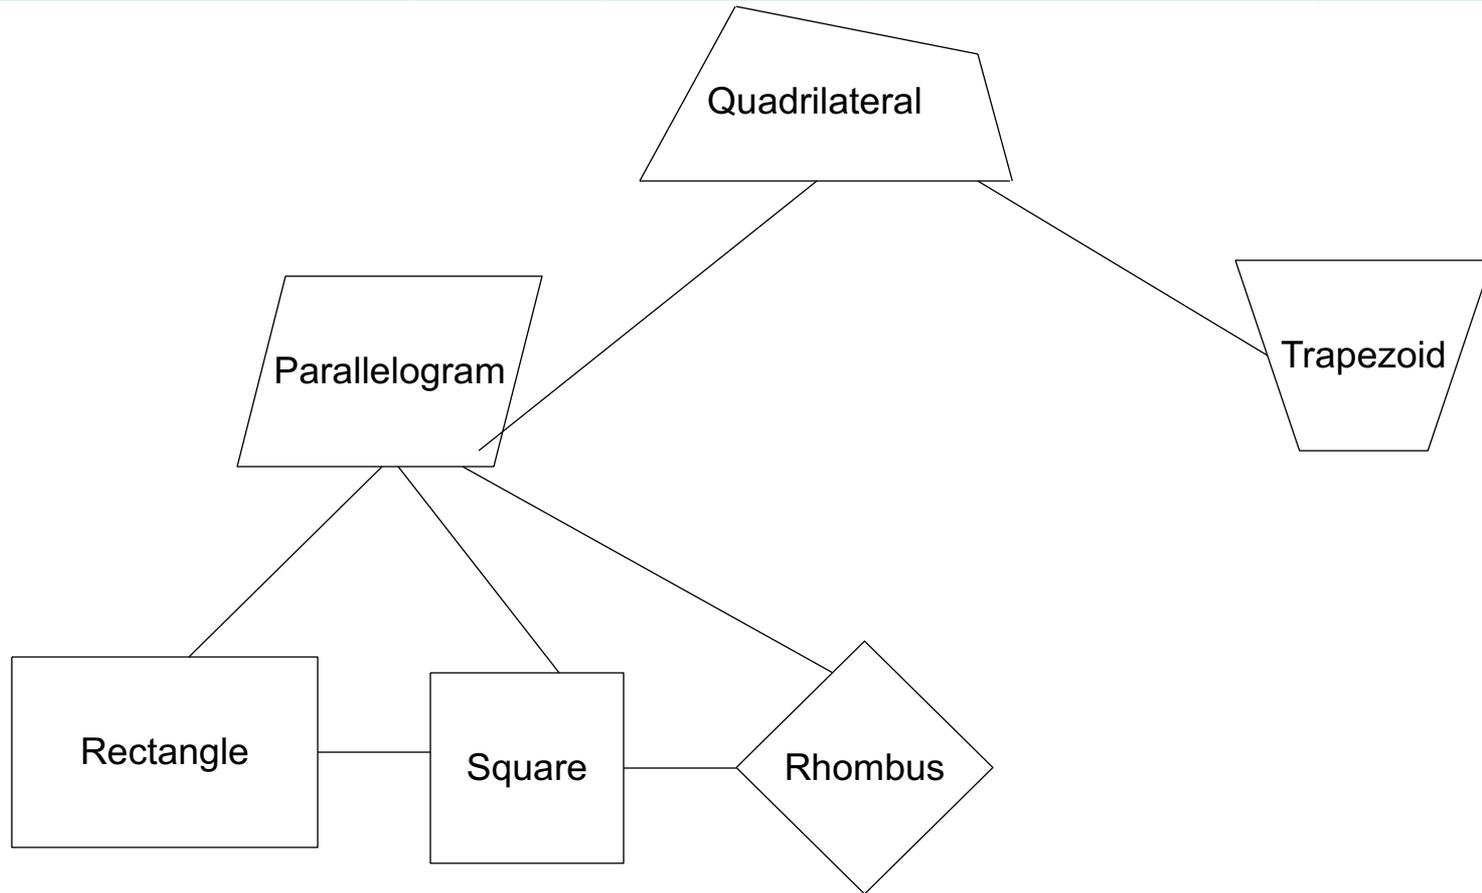 Quadrilateral
Parallelogram
Trapezoid
Rectangle
Square
Rhombus